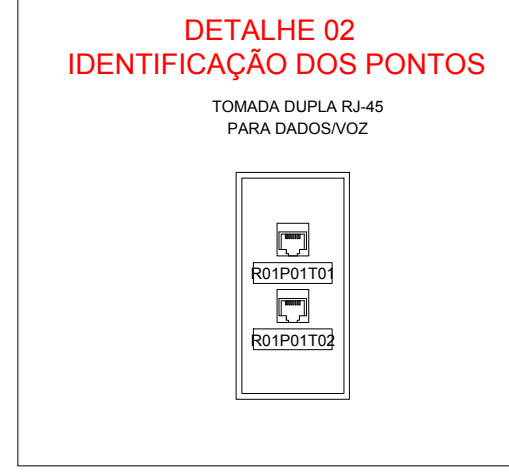 DETALHE 02
IDENTIFICAÇÃO DOS PONTOS
TOMADA DUPLA RJ-45
PARA DADOS/VOZ
R01P01T01
R01P01T02